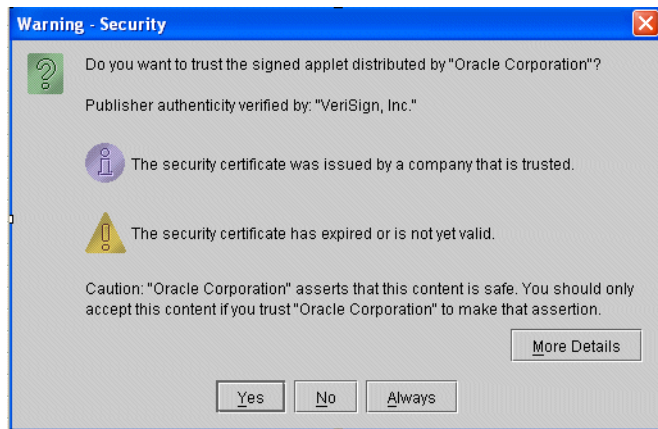 Warning - Security
Do you want to trust the signed applet distributed by "Oracle Corporation"?
Publisher authenticity verified by: "VeriSign, Inc."
The security certificate was issued by a company that is trusted.
The security certificate has expired or is not yet valid.
Caution: "Oracle Corporation" asserts that this content is safe. You should only
accept this content if you trust "Oracle Corporation" to make that assertion.
More Details
Yes No Always